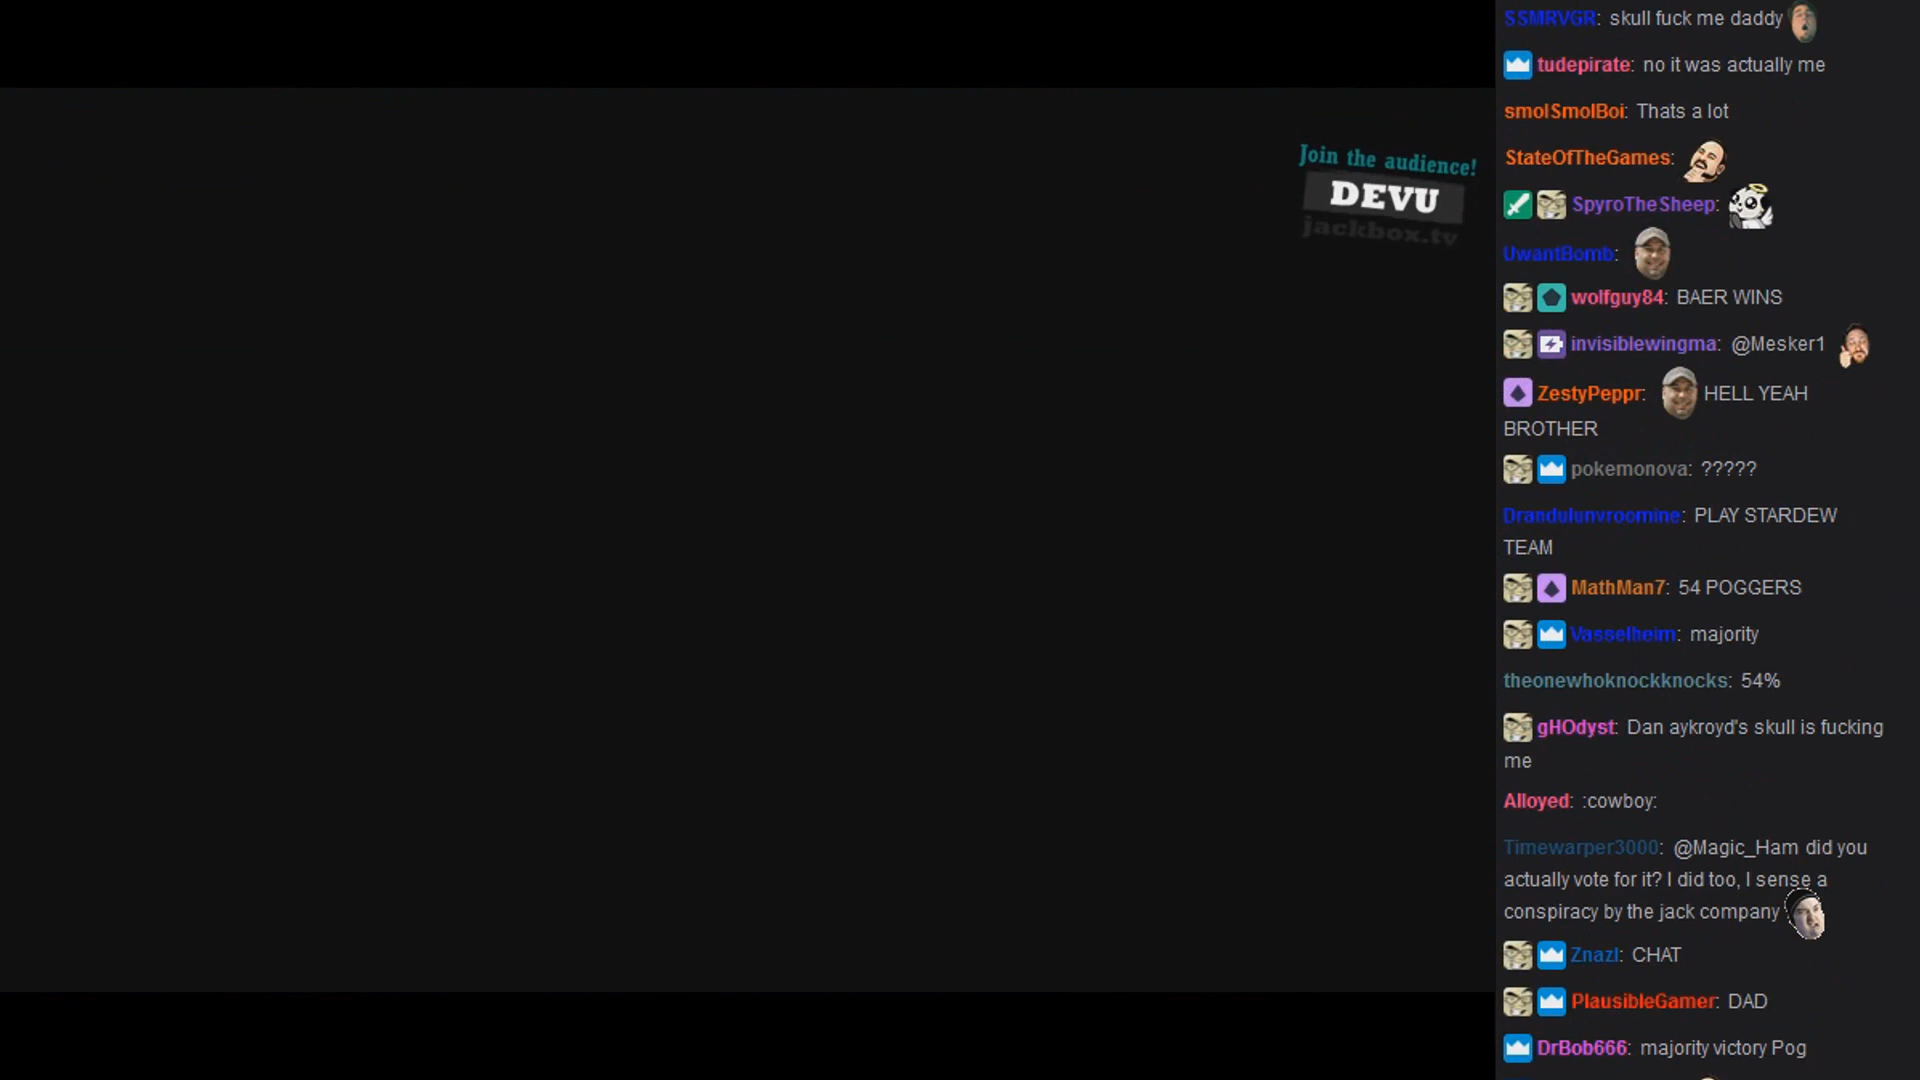 Join the audience!
DEVU
jackbox.tv
SSMRVGR: skull fuck me daddy
tudepirate: no it was actually me
smolSmolBoi: Thats a lot
StateOfTheGames:
SpyroTheSheep:
UwantBomb:
wolfguy84: BAER WINS
invisiblewingma: @Mesker1
ZestyPeppr: HELL YEAH
BROTHER
pokemonova: ?????
Drandulunvroomine: PLAY STARDEW
TEAM
MathMan7: 54 POGGERS
Vasselheim: majority
theonewhoknockknocks: 54%
gHOdyst: Dan aykroyd's skull is fucking
me
Alloyed: :cowboy:
Timewarper3000: @Magic_Ham did you
actually vote for it? I did too, I sense a
conspiracy by the jack company
Znazl: CHAT
PlausibleGamer: DAD
DrBob666: majority victory Pog